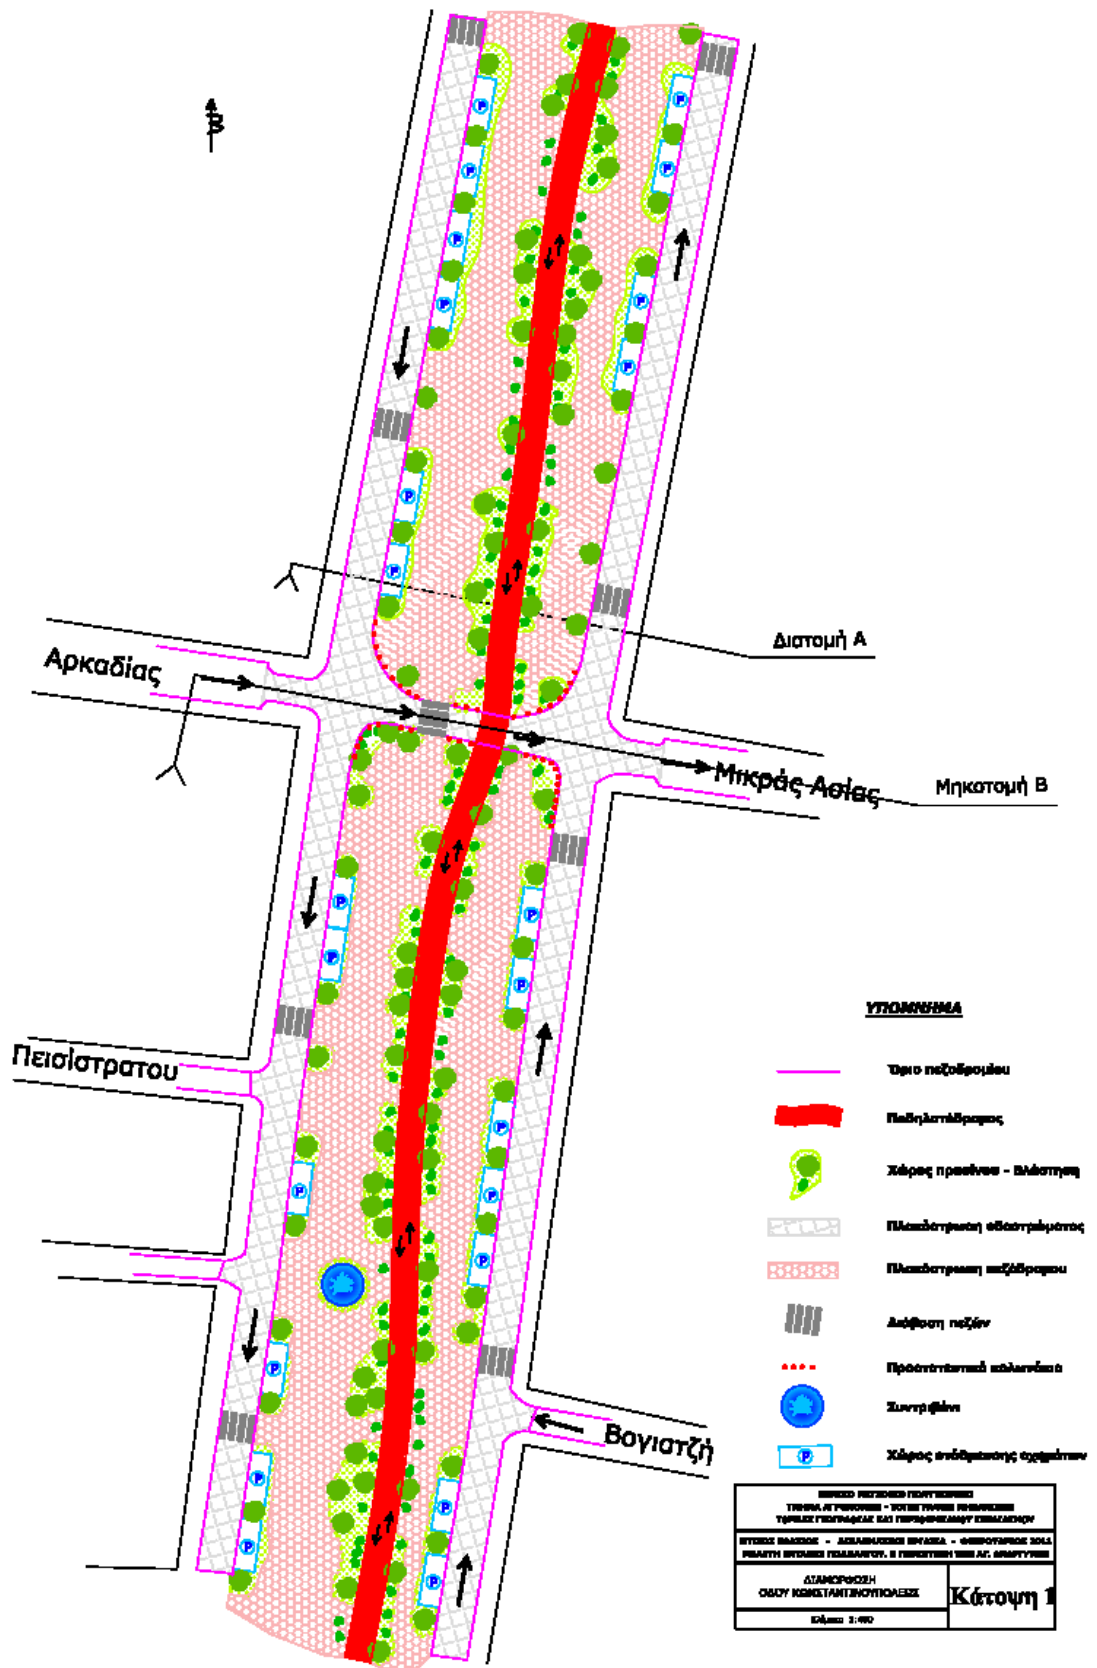 Β
P
P
P
P
P
P
P
P
P
P
Διατομή Α
Αρκαδίας
Μικράς Ασίας
Μηκοτομή Β
P
P
P
P
Πεισίστρατου
P
P
P
P
P
Βογιατζή
P
P
P
P
ΥΠΟΜΝΗΜΑ
Όριο πεζοδρομίου
Ποδηλατόδρομος
Χώρος πρασίνου - Βλάστηση
Πλακόστρωση οδοστρώματος
Πλακόστρωση πεζόδρομου
Διάβαση πεζών
Προστατευτικά κολωνάκια
Συντριβάνι
P
Χώρος στάθμευσης οχημάτων
ΔΙΑΜΟΡΦΩΣΗ
ΟΔΟΥ ΚΩΝΣΤΑΝΤΙΝΟΥΠΟΛΕΩΣ
Κάτοψη 1